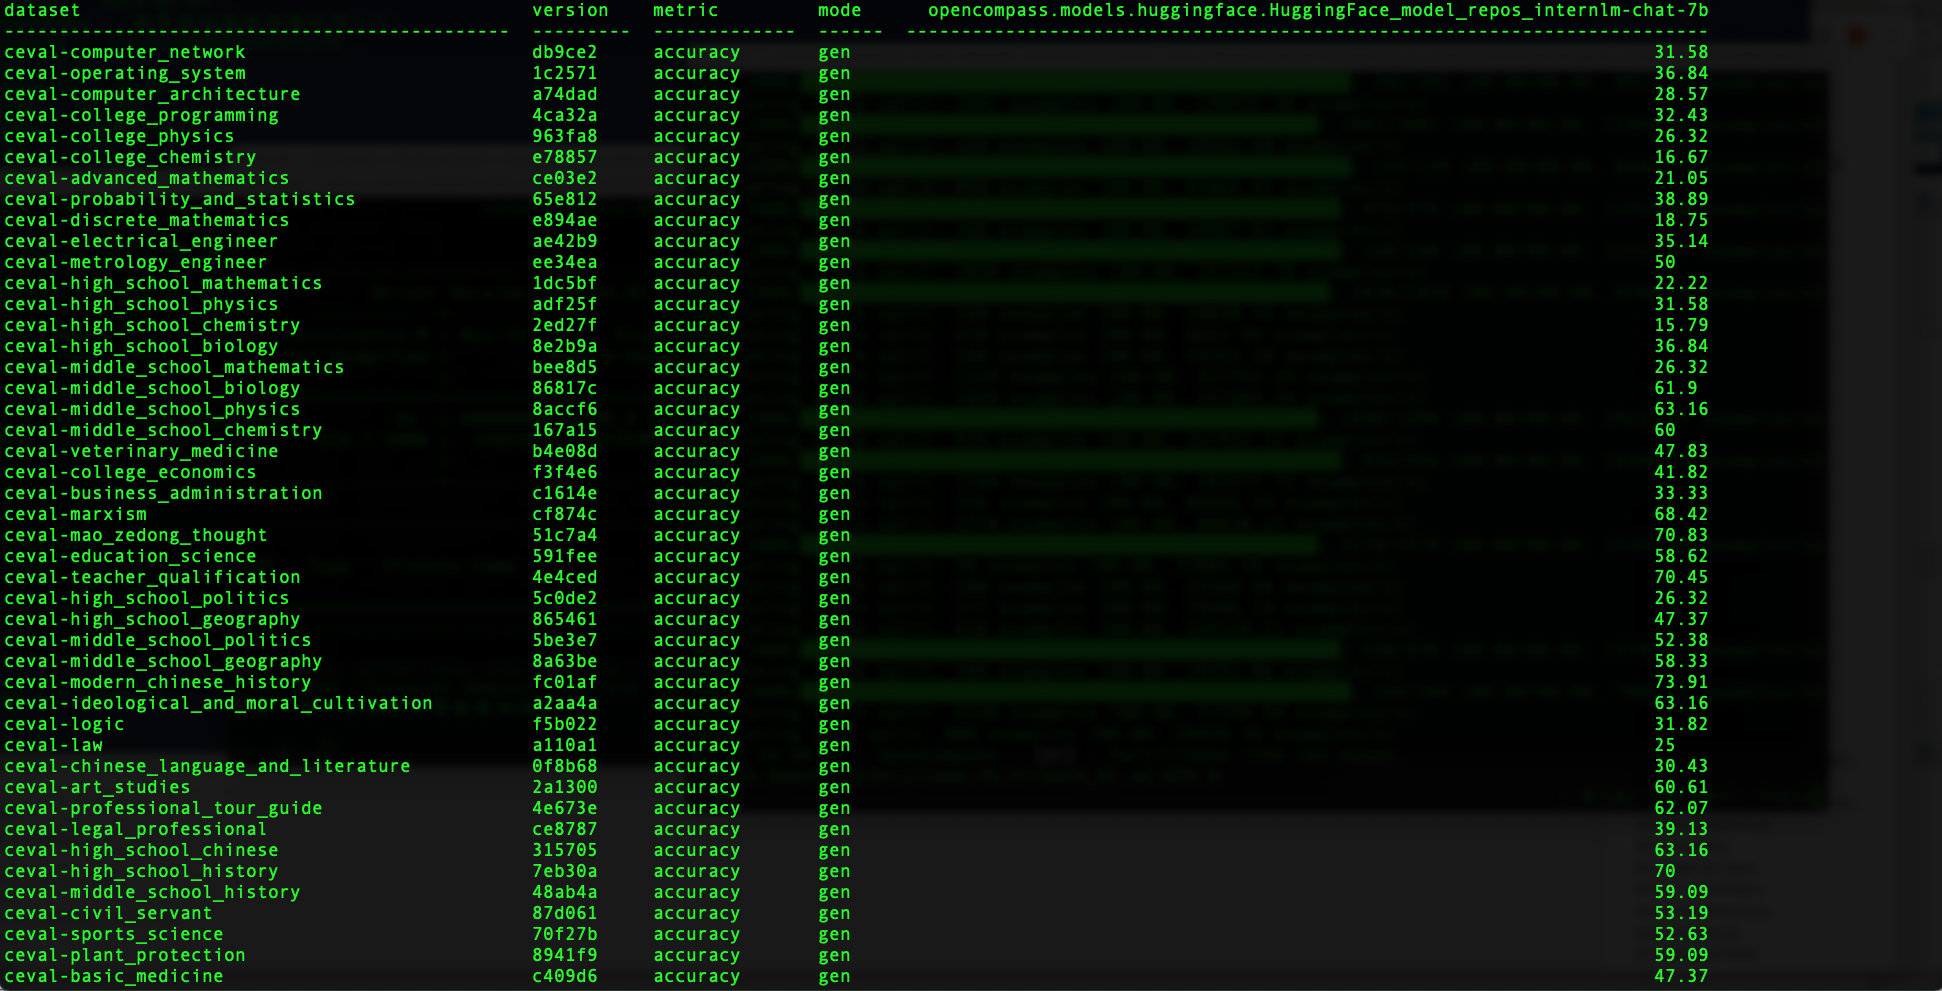 dataset version metric mode opencompass.models.huggingface.HuggingFace_model_repos_internlm-chat-7b
------------------------------------------- --------- ------------- ------ -------------------------------------------------------------------------
ceval-computer_network db9ce2 accuracy gen 31.58
ceval-operating_system 1c2571 accuracy gen 36.84
ceval-computer_architecture a74dad accuracy gen 28.57
ceval-college_programming 4ca32a accuracy gen 32.43
ceval-college_physics 963fa8 accuracy gen 26.32
ceval-college_chemistry e78857 accuracy gen 16.67
ceval-advanced_mathematics ce03e2 accuracy gen 21.05
ceval-probability_and_statistics 65e812 accuracy gen 38.89
ceval-discrete_mathematics e894ae accuracy gen 18.75
ceval-electrical_engineer ae42b9 accuracy gen 35.14
ceval-metrology_engineer ee34ea accuracy gen 50
ceval-high_school_mathematics 1dc5bf accuracy gen 22.22
ceval-high_school_physics adf25f accuracy gen 31.58
ceval-high_school_chemistry 2ed27f accuracy gen 15.79
ceval-high_school_biology 8e2b9a accuracy gen 36.84
ceval-middle_school_mathematics bee8d5 accuracy gen 26.32
ceval-middle_school_biology 86817c accuracy gen 61.9
ceval-middle_school_physics 8accf6 accuracy gen 63.16
ceval-middle_school_chemistry 167a15 accuracy gen 60
ceval-veterinary_medicine b4e08d accuracy gen 47.83
ceval-college_economics f3f4e6 accuracy gen 41.82
ceval-business_administration c1614e accuracy gen 33.33
ceval-marxism cf874c accuracy gen 68.42
ceval-mao_zedong_thought 51c7a4 accuracy gen 70.83
ceval-education_science 591fee accuracy gen 58.62
ceval-teacher_qualification 4e4ced accuracy gen 70.45
ceval-high_school_politics 5c0de2 accuracy gen 26.32
ceval-high_school_geography 865461 accuracy gen 47.37
ceval-middle_school_politics 5be3e7 accuracy gen 52.38
ceval-middle_school_geography 8a63be accuracy gen 58.33
ceval-modern_chinese_history fc01af accuracy gen 73.91
ceval-ideological_and_moral_cultivation a2aa4a accuracy gen 63.16
ceval-logic f5b022 accuracy gen 31.82
ceval-law a110a1 accuracy gen 25
ceval-chinese_language_and_literature 0f8b68 accuracy gen 30.43
ceval-art_studies 2a1300 accuracy gen 60.61
ceval-professional_tour_guide 4e673e accuracy gen 62.07
ceval-legal_professional ce8787 accuracy gen 39.13
ceval-high_school_chinese 315705 accuracy gen 63.16
ceval-high_school_history 7eb30a accuracy gen 70
ceval-middle_school_history 48ab4a accuracy gen 59.09
ceval-civil_servant 87d061 accuracy gen 53.19
ceval-sports_science 70f27b accuracy gen 52.63
ceval-plant_protection 8941f9 accuracy gen 59.09
ceval-basic_medicine c409d6 accuracy gen 47.37